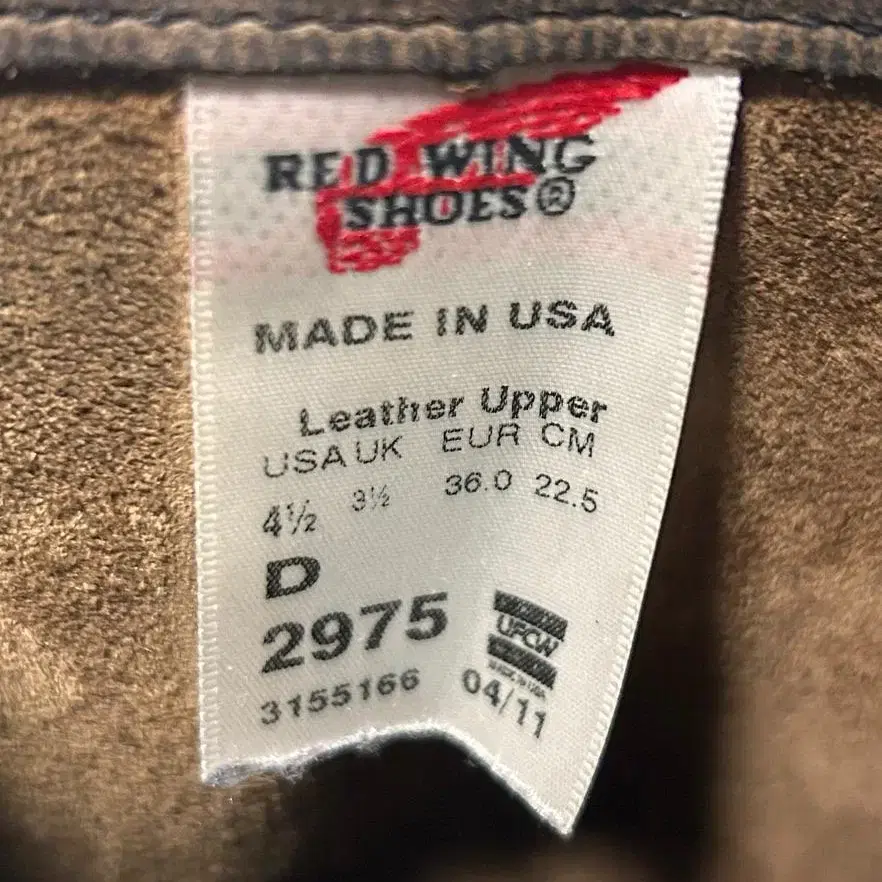 RED WING
SHOES®
MADE IN USA
Leather Upper
USA UK EUR CM
4½ 3½ 36.0 22.5
D
2975
UFCW
3155166 04/11